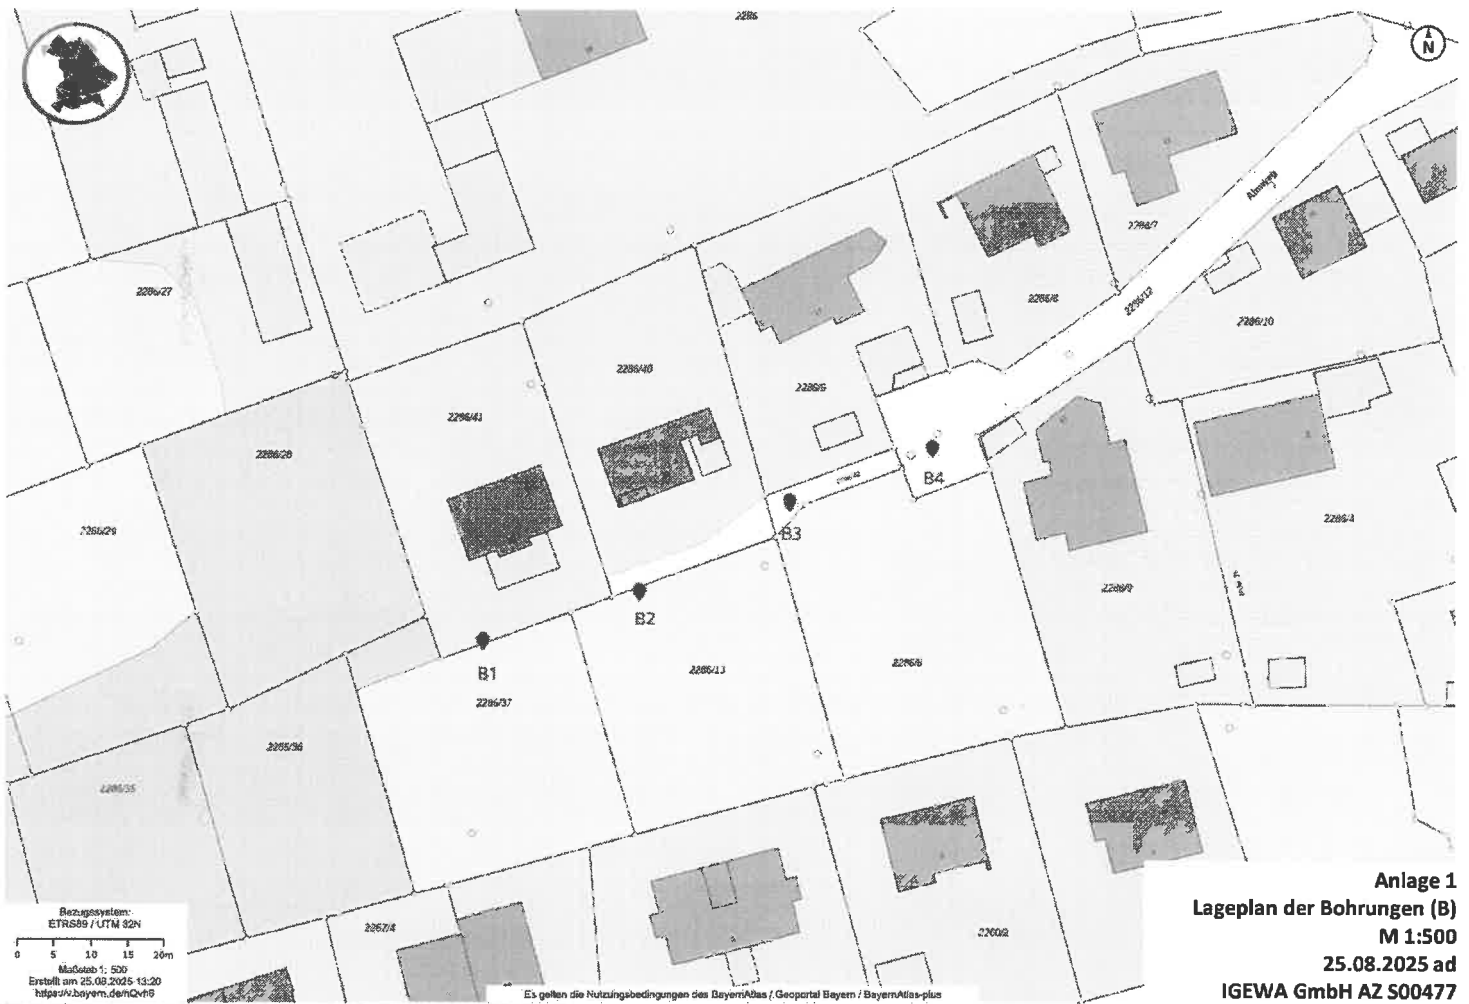 2286
N
Almweg
2286/7
2286/27
2286/8
2286/12
2286/10
2286/40
2286/9
2286/41
2286/28
B4
2286/29
B3
2286/4
2286/9
B2
B1
2286/13
2286/6
2286/37
2285/36
2286/35
2267/4
2260/2
Bezugssystem:
ETRS89 / UTM 32N
0 5 10 15 20m
Maßstab 1: 500
Erstellt am 25.08.2025 13:20
Es gelten die Nutzungsbedingungen des BayernAtlas / Geoportal Bayern / BayernAtlas-plus
Anlage 1
Lageplan der Bohrungen (B)
M 1:500
25.08.2025 ad
IGEWA GmbH AZ S00477